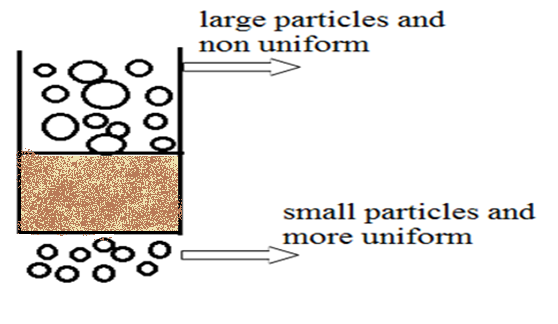 large particles and
non uniform
small particles and
more uniform